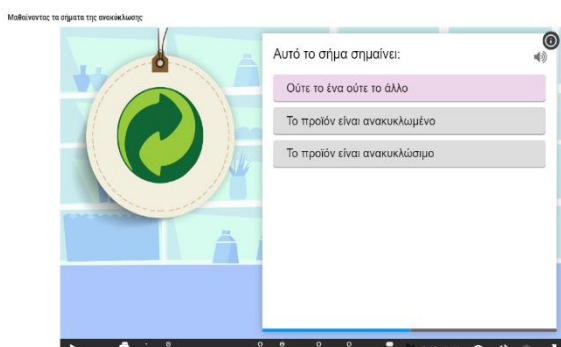 Μαθαίνοντας τα σήματα της ανακύκλωσης
Αυτό το σήμα σημαίνει:
Ούτε το ένα ούτε το άλλο
Το προϊόν είναι ανακυκλωμένο
Το προϊόν είναι ανακυκλώσιμο